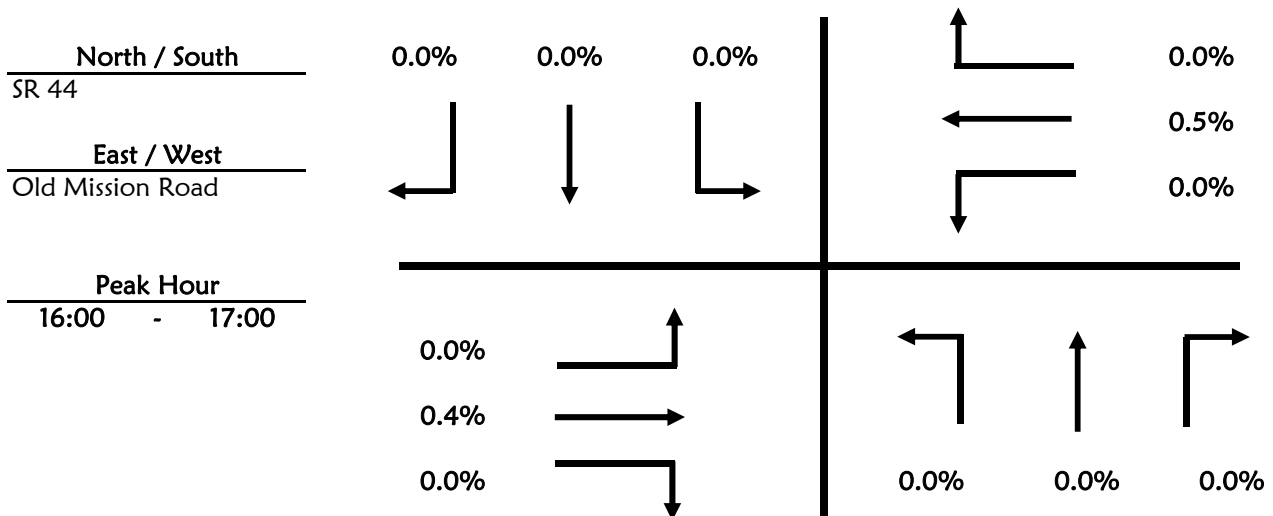 North / South
SR 44
East / West
Old Mission Road
Peak Hour
16:00 - 17:00
0.0% 0.0% 0.0%
0.0%
0.5%
0.0%
0.0%
0.4%
0.0%
0.0% 0.0% 0.0%